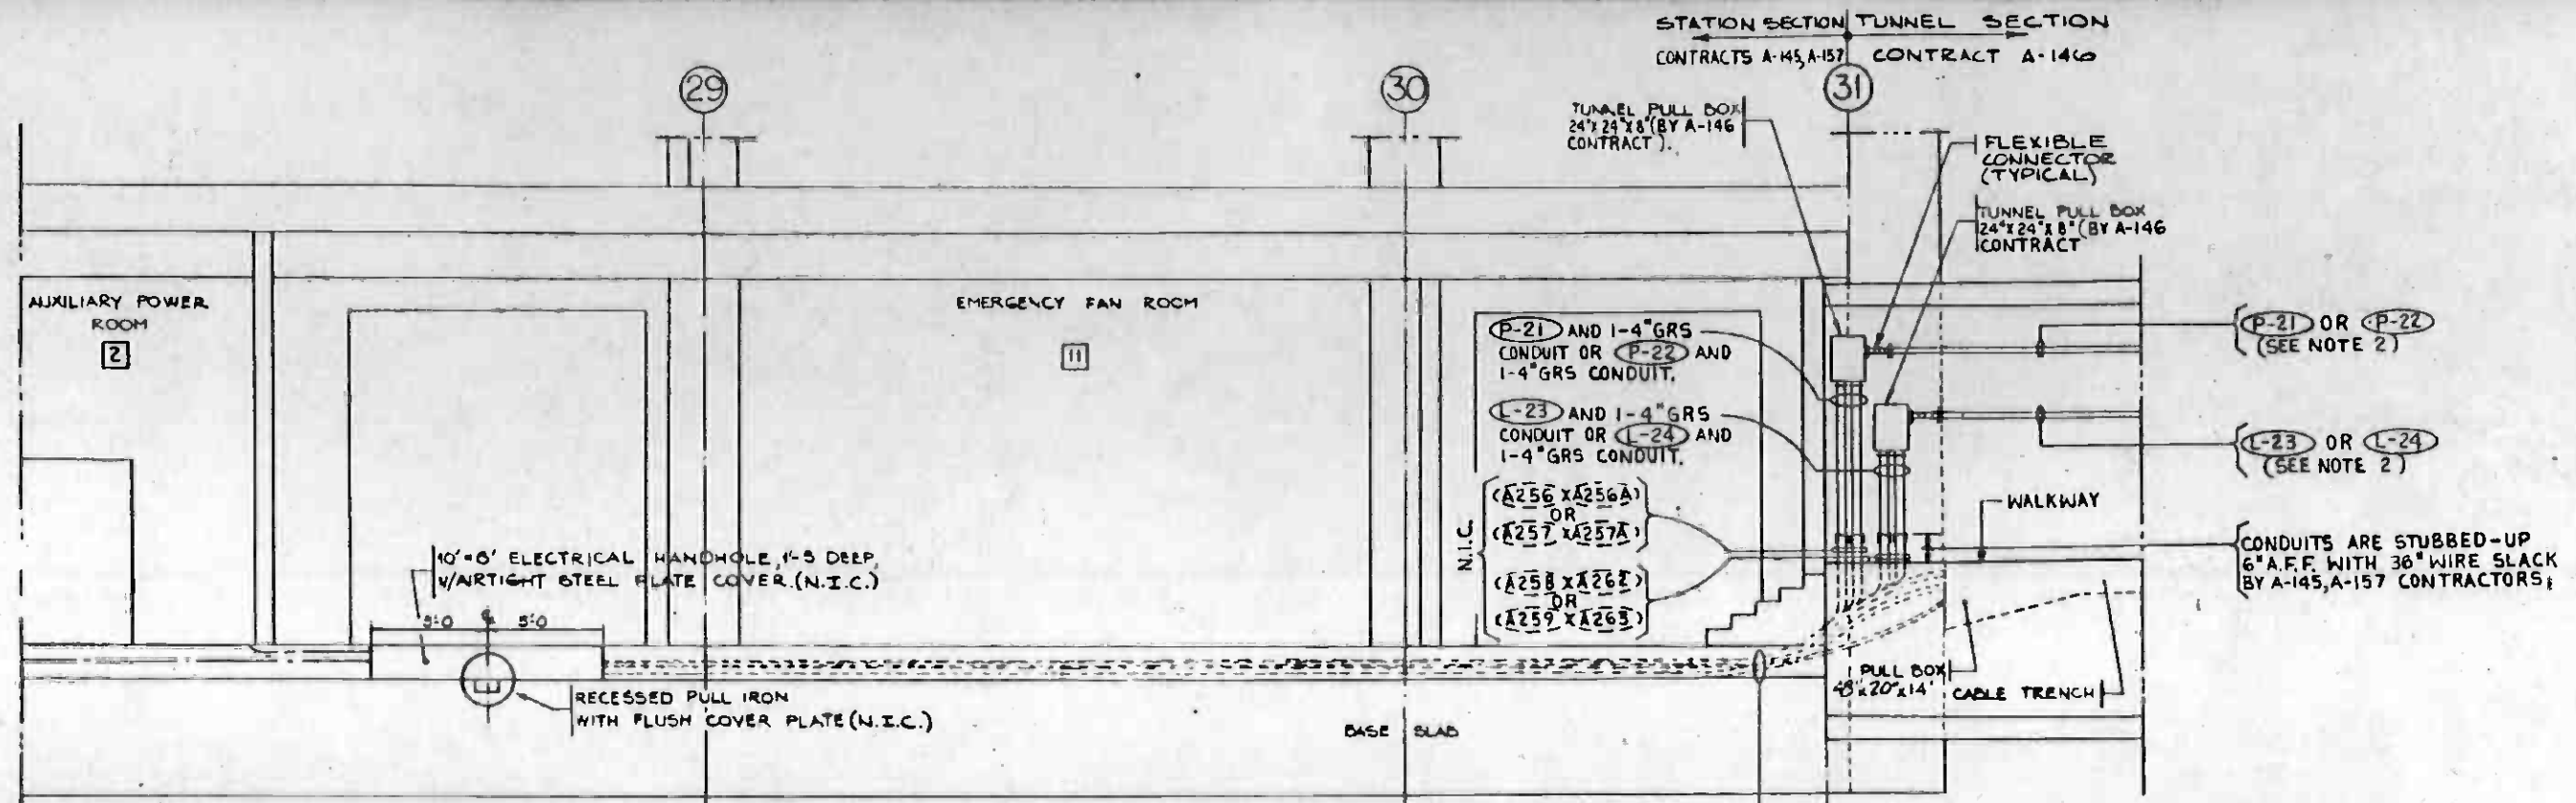 STATION SECTION TUNNEL SECTION
CONTRACTS A-145, A-157 CONTRACT A-146
29
30
31
TUNNEL PULL BOX
24"X 24"X 8"(BY A-146
CONTRACT).
FLEXIBLE
CONNECTOR
(TYPICAL)
TUNNEL PULL BOX
24"X 24"X 8"(BY A-146
CONTRACT
AUXILIARY POWER
ROOM
2
EMERGENCY FAN ROOM
11
P-21 AND 1-4"GRS
CONDUIT OR P-22 AND
1-4"GRS CONDUIT.
L-23 AND 1-4"GRS
CONDUIT OR L-24 AND
1-4"GRS CONDUIT.
P-21 OR P-22
(SEE NOTE 2)
L-23 OR L-24
(SEE NOTE 2)
N.I.C.
(A256 X A256A)
OR
(A257 X A257A)
(A258 X A262)
OR
(A259 X A263)
WALKWAY
CONDUITS ARE STUBBED-UP
6" A.F.F. WITH 36" WIRE SLACK
BY A-145, A-157 CONTRACTORS
ELECTRICAL HANDHOLE, 1'-5 DEEP,
W/AIRTIGHT STEEL PLATE COVER.(N.I.C.)
5'-0 5'-0
RECESSED PULL IRON
WITH FLUSH COVER PLATE (N.I.C.)
BASE SLAB
PULL BOX
48"x20"x14"
CABLE TRENCH